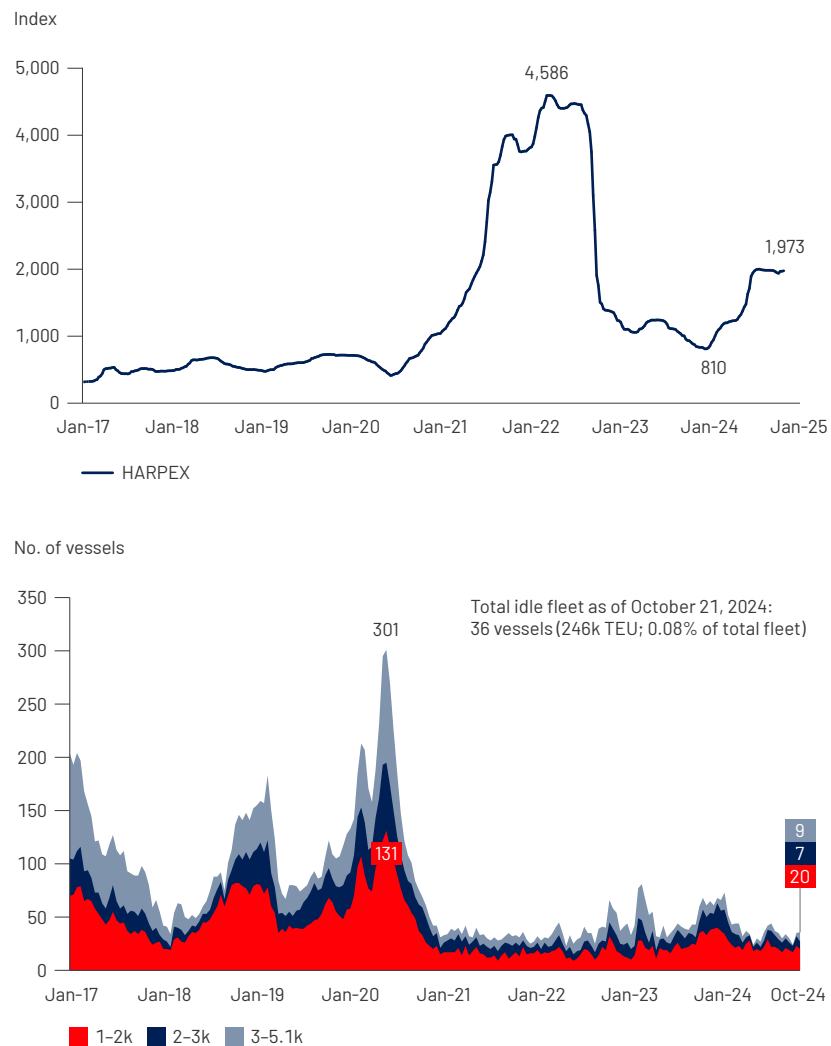 Index
5,000
4,000
3,000
2,000
1,000
0
4,586
1,973
810
Jan-17 Jan-18 Jan-19 Jan-20 Jan-21 Jan-22 Jan-23 Jan-24 Jan-25
HARPEX
No. of vessels
350
300
250
200
150
100
50
0
Total idle fleet as of October 21, 2024:
36 vessels (246k TEU; 0.08% of total fleet)
301
131
9
7
20
Jan-17 Jan-18 Jan-19 Jan-20 Jan-21 Jan-22 Jan-23 Jan-24 Oct-24
1–2k 2–3k 3–5.1k